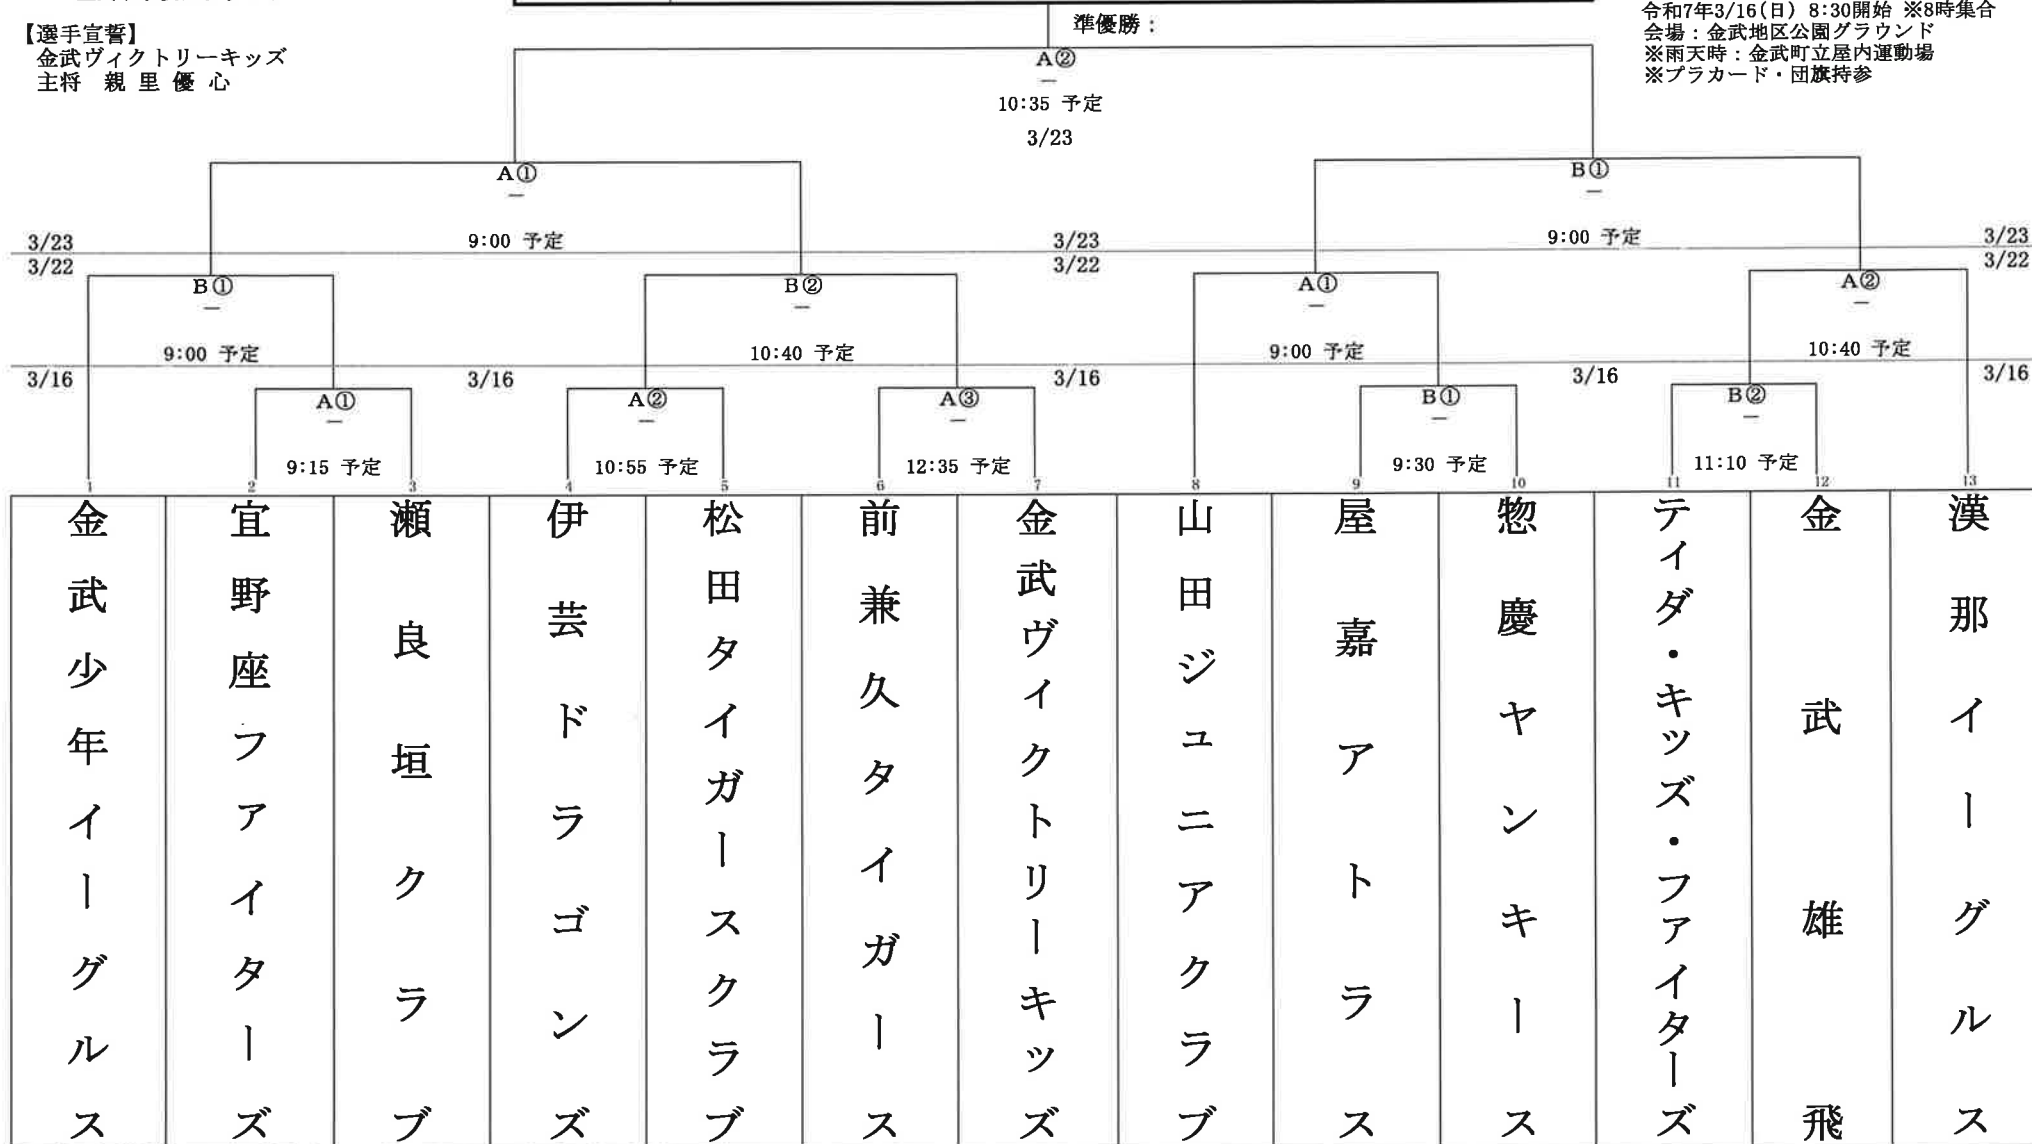 【選手宣誓】
金武ヴィクトリーキッズ
主将 親里優心
準優勝：
令和7年3/16(日) 8:30開始 ※8時集合
会場：金武地区公園グラウンド
※雨天時：金武町立屋内運動場
※プラカード・団旗持参
A②
―
10:35 予定
3/23
A①
―
9:00 予定
B①
―
9:00 予定
3/23
3/22
3/23
3/22
3/23
3/22
B①
―
9:00 予定
B②
―
10:40 予定
A①
―
9:00 予定
A②
―
10:40 予定
3/16
3/16
3/16
3/16
3/16
A①
―
9:15 予定
A②
―
10:55 予定
A③
―
12:35 予定
B①
―
9:30 予定
B②
―
11:10 予定
1
金武少年イーグルス
2
宜野座ファイターズ
3
瀬良垣クラブ
4
伊芸ドラゴンズ
5
松田タイガースクラブ
6
前兼久タイガース
7
金武ヴィクトリーキッズ
8
山田ジュニアクラブ
9
屋嘉アトラス
10
惣慶ヤンキース
11
ティダ・キッズ・ファイターズ
12
金武雄飛
13
漢那イーグルス